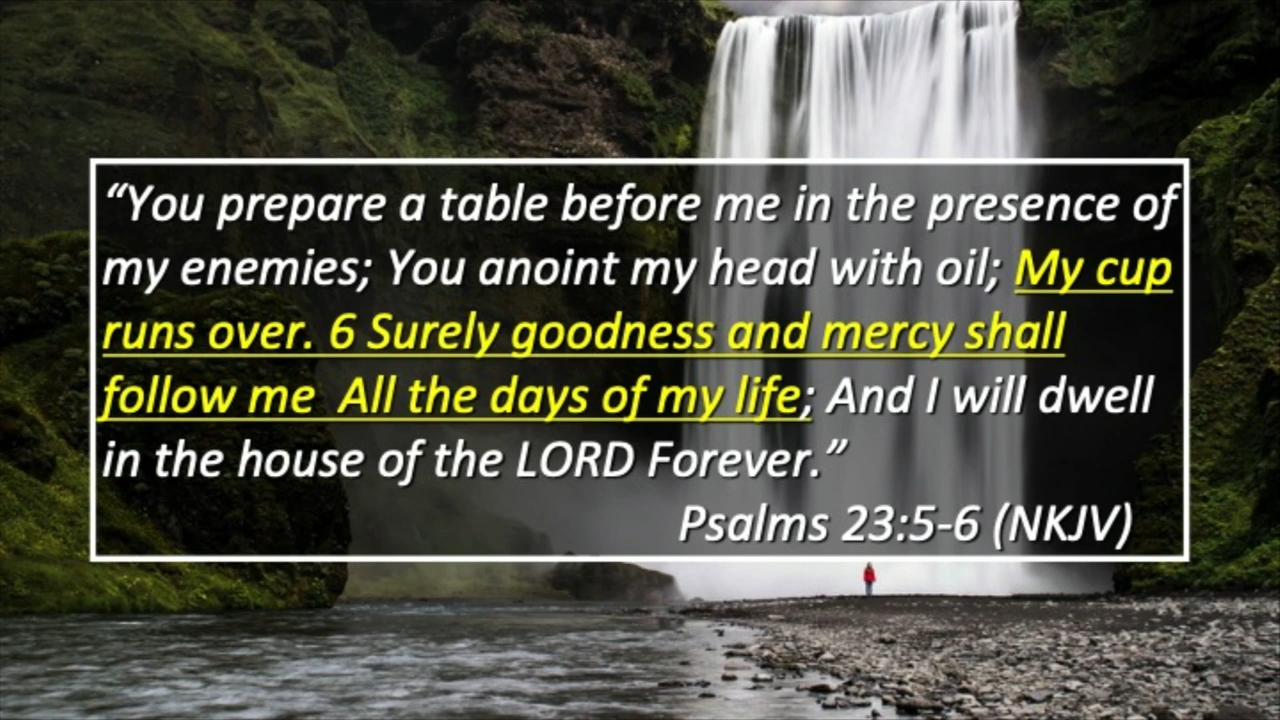 “You prepare a table before me in the presence of
my enemies; You anoint my head with oil; My cup
runs over. 6 Surely goodness and mercy shall
follow me  All the days of my life; And I will dwell
in the house of the LORD Forever.”
Psalms 23:5-6 (NKJV)